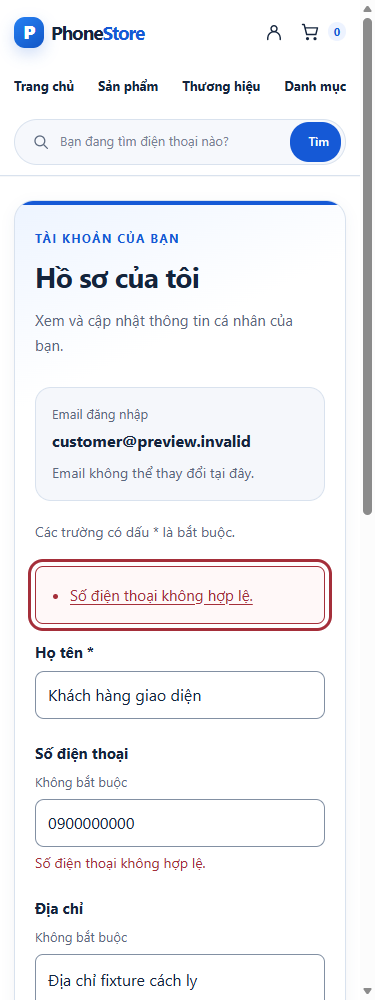 P PhoneStore 0
Trang chủ Sản phẩm Thương hiệu Danh mục
Bạn đang tìm điện thoại nào? Tìm
TÀI KHOẢN CỦA BẠN
Hồ sơ của tôi
Xem và cập nhật thông tin cá nhân của
bạn.
Email đăng nhập
customer@preview.invalid
Email không thể thay đổi tại đây.
Các trường có dấu * là bắt buộc.
• Số điện thoại không hợp lệ.
Họ tên *
Khách hàng giao diện
Số điện thoại
Không bắt buộc
0900000000
Số điện thoại không hợp lệ.
Địa chỉ
Không bắt buộc
Địa chỉ fixture cách ly